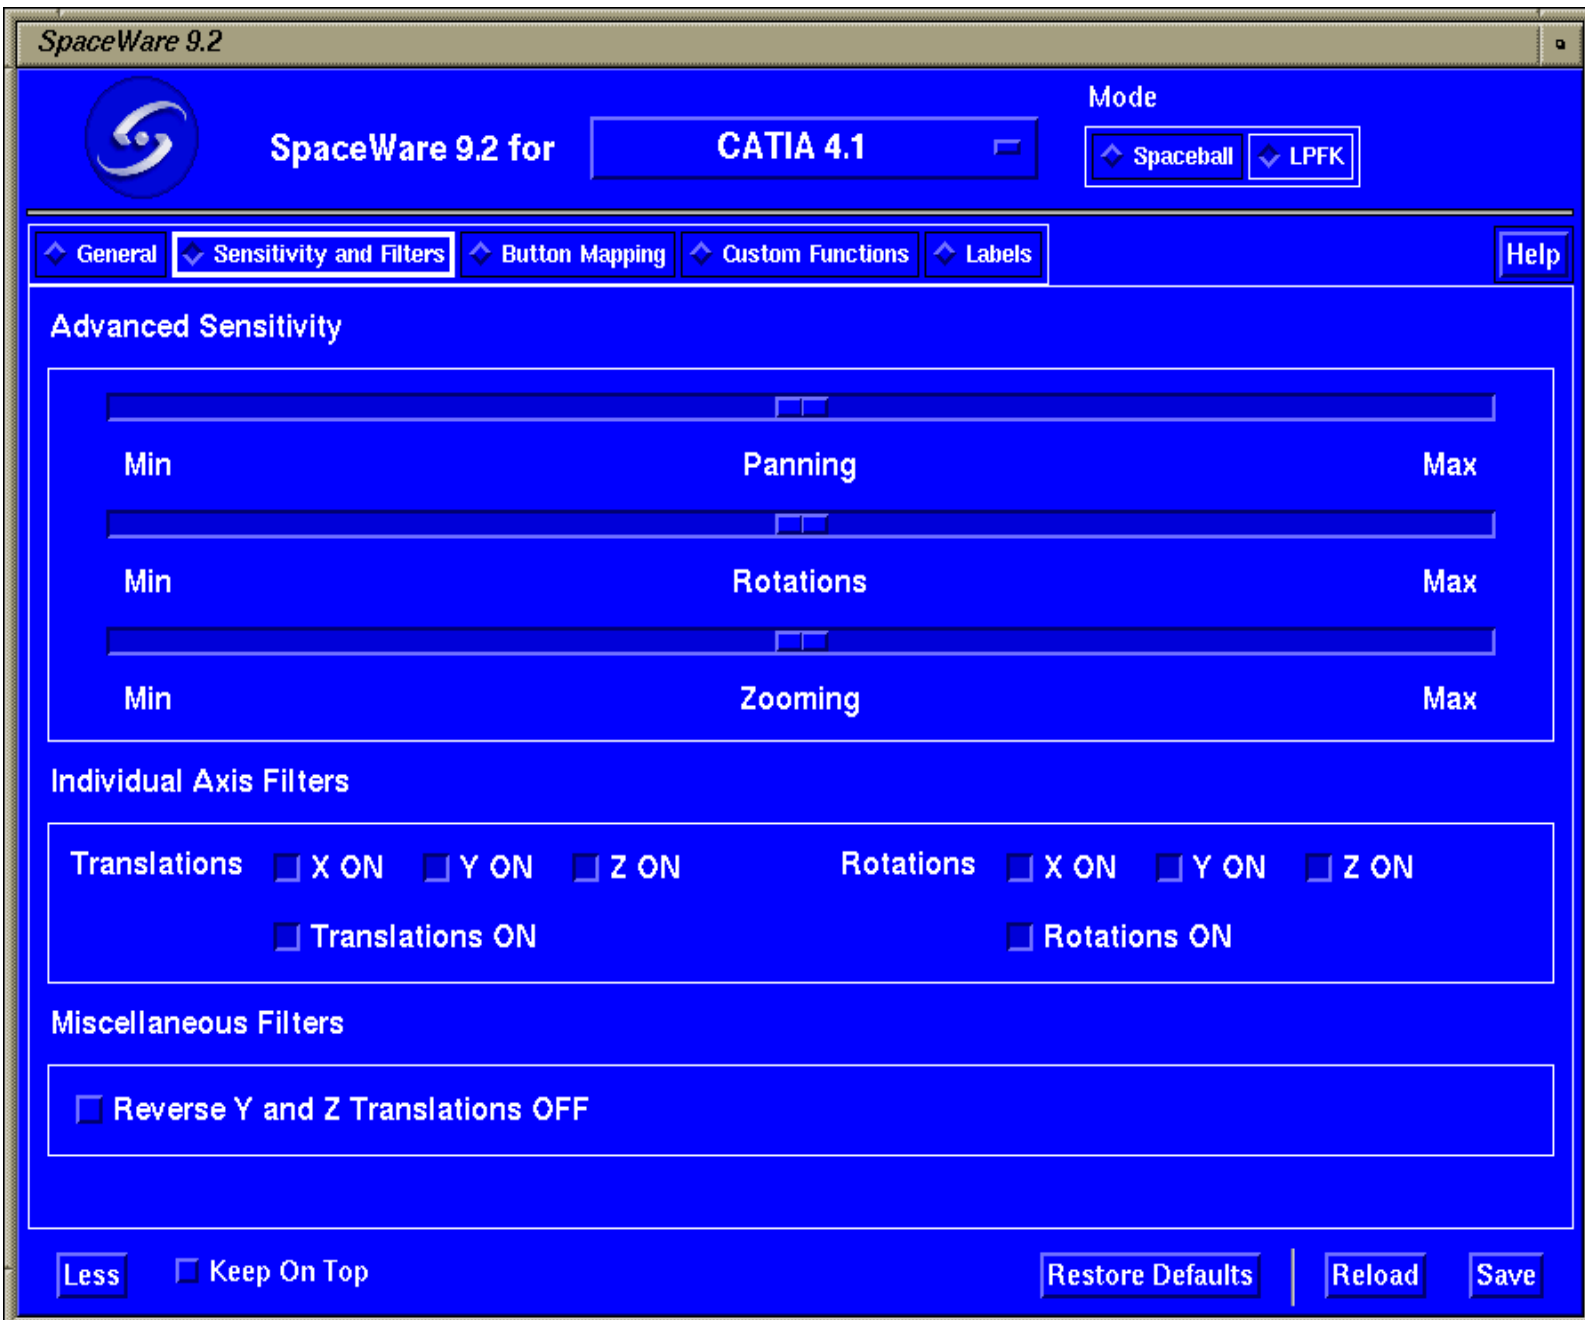 SpaceWare 9.2
Mode
SpaceWare 9.2 for CATIA 4.1 Spaceball LPFK
General Sensitivity and Filters Button Mapping Custom Functions Labels Help
Advanced Sensitivity
Min Panning Max
Min Rotations Max
Min Zooming Max
Individual Axis Filters
Translations X ON Y ON Z ON Rotations X ON Y ON Z ON
Translations ON Rotations ON
Miscellaneous Filters
Reverse Y and Z Translations OFF
Less Keep On Top Restore Defaults Reload Save